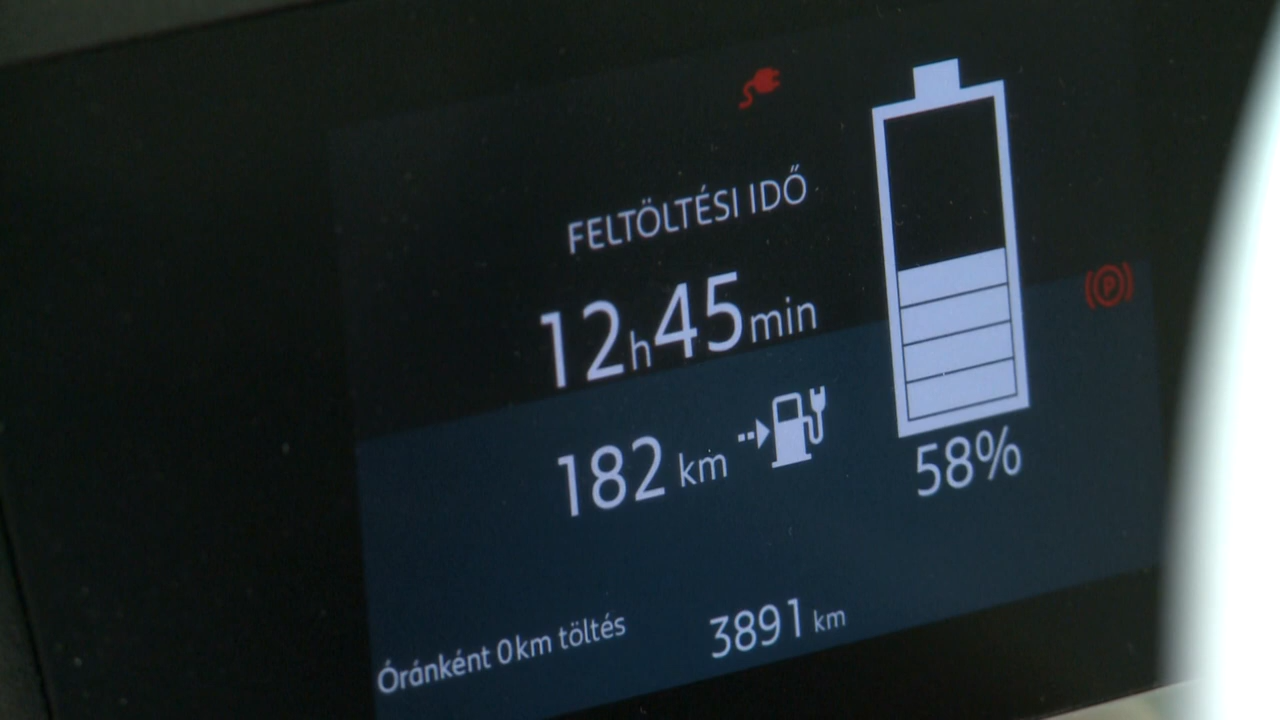 FELTÖLTÉSI IDŐ
12h45min
182 km
58%
P
Óránként 0km töltés
3891 km